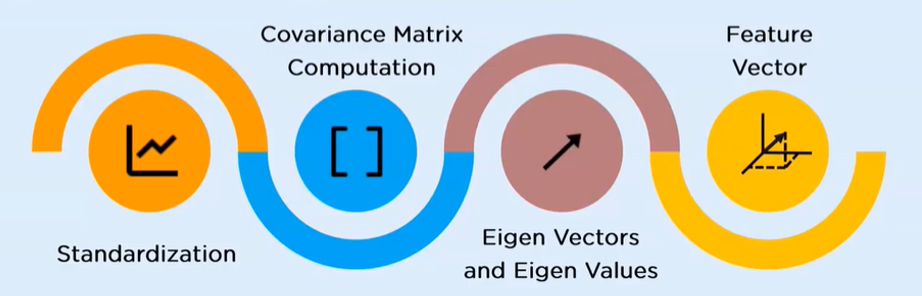 Standardization
Covariance Matrix
Computation
Eigen Vectors
and Eigen Values
Feature
Vector